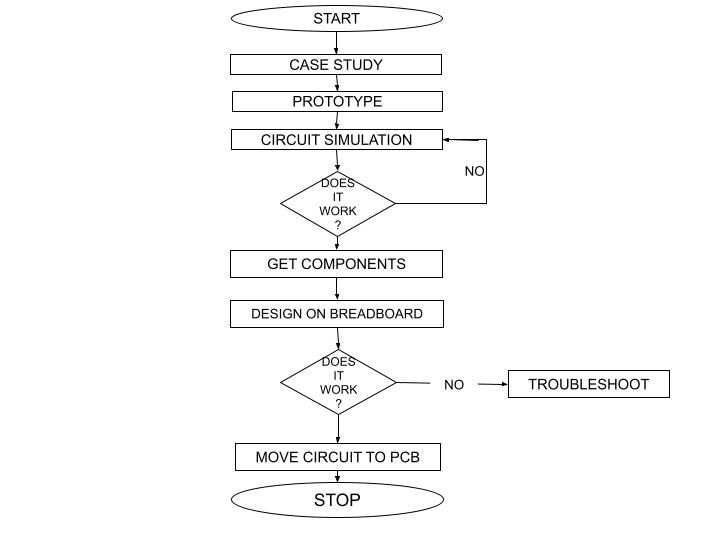 START
CASE STUDY
PROTOTYPE
CIRCUIT SIMULATION
NO
DOES
IT
WORK
?
GET COMPONENTS
DESIGN ON BREADBOARD
DOES
IT
WORK
?
NO
TROUBLESHOOT
MOVE CIRCUIT TO PCB
STOP